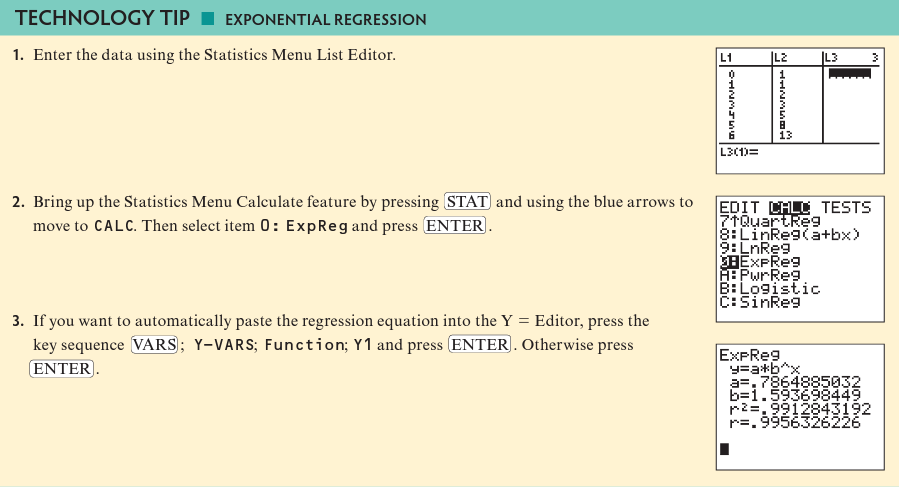 TECHNOLOGY TIP ■ EXPONENTIAL REGRESSION
1. Enter the data using the Statistics Menu List Editor.
L1 L2 L3 3
0 1
1 1
2 2
3 3
4 5
5 8
6 13
L3(1)=
2. Bring up the Statistics Menu Calculate feature by pressing STAT and using the blue arrows to
move to CALC. Then select item 0: ExpReg and press ENTER.
EDIT CALC TESTS
7↑QuartReg
8:LinReg(a+bx)
9:LnReg
0:ExpReg
A:PwrReg
B:Logistic
C:SinReg
3. If you want to automatically paste the regression equation into the Y = Editor, press the
key sequence VARS; Y-VARS; Function; Y1 and press ENTER. Otherwise press
ENTER.
ExpReg
y=a*b^x
a=.7864885032
b=1.593698449
r²=.9912843192
r=.9956326226